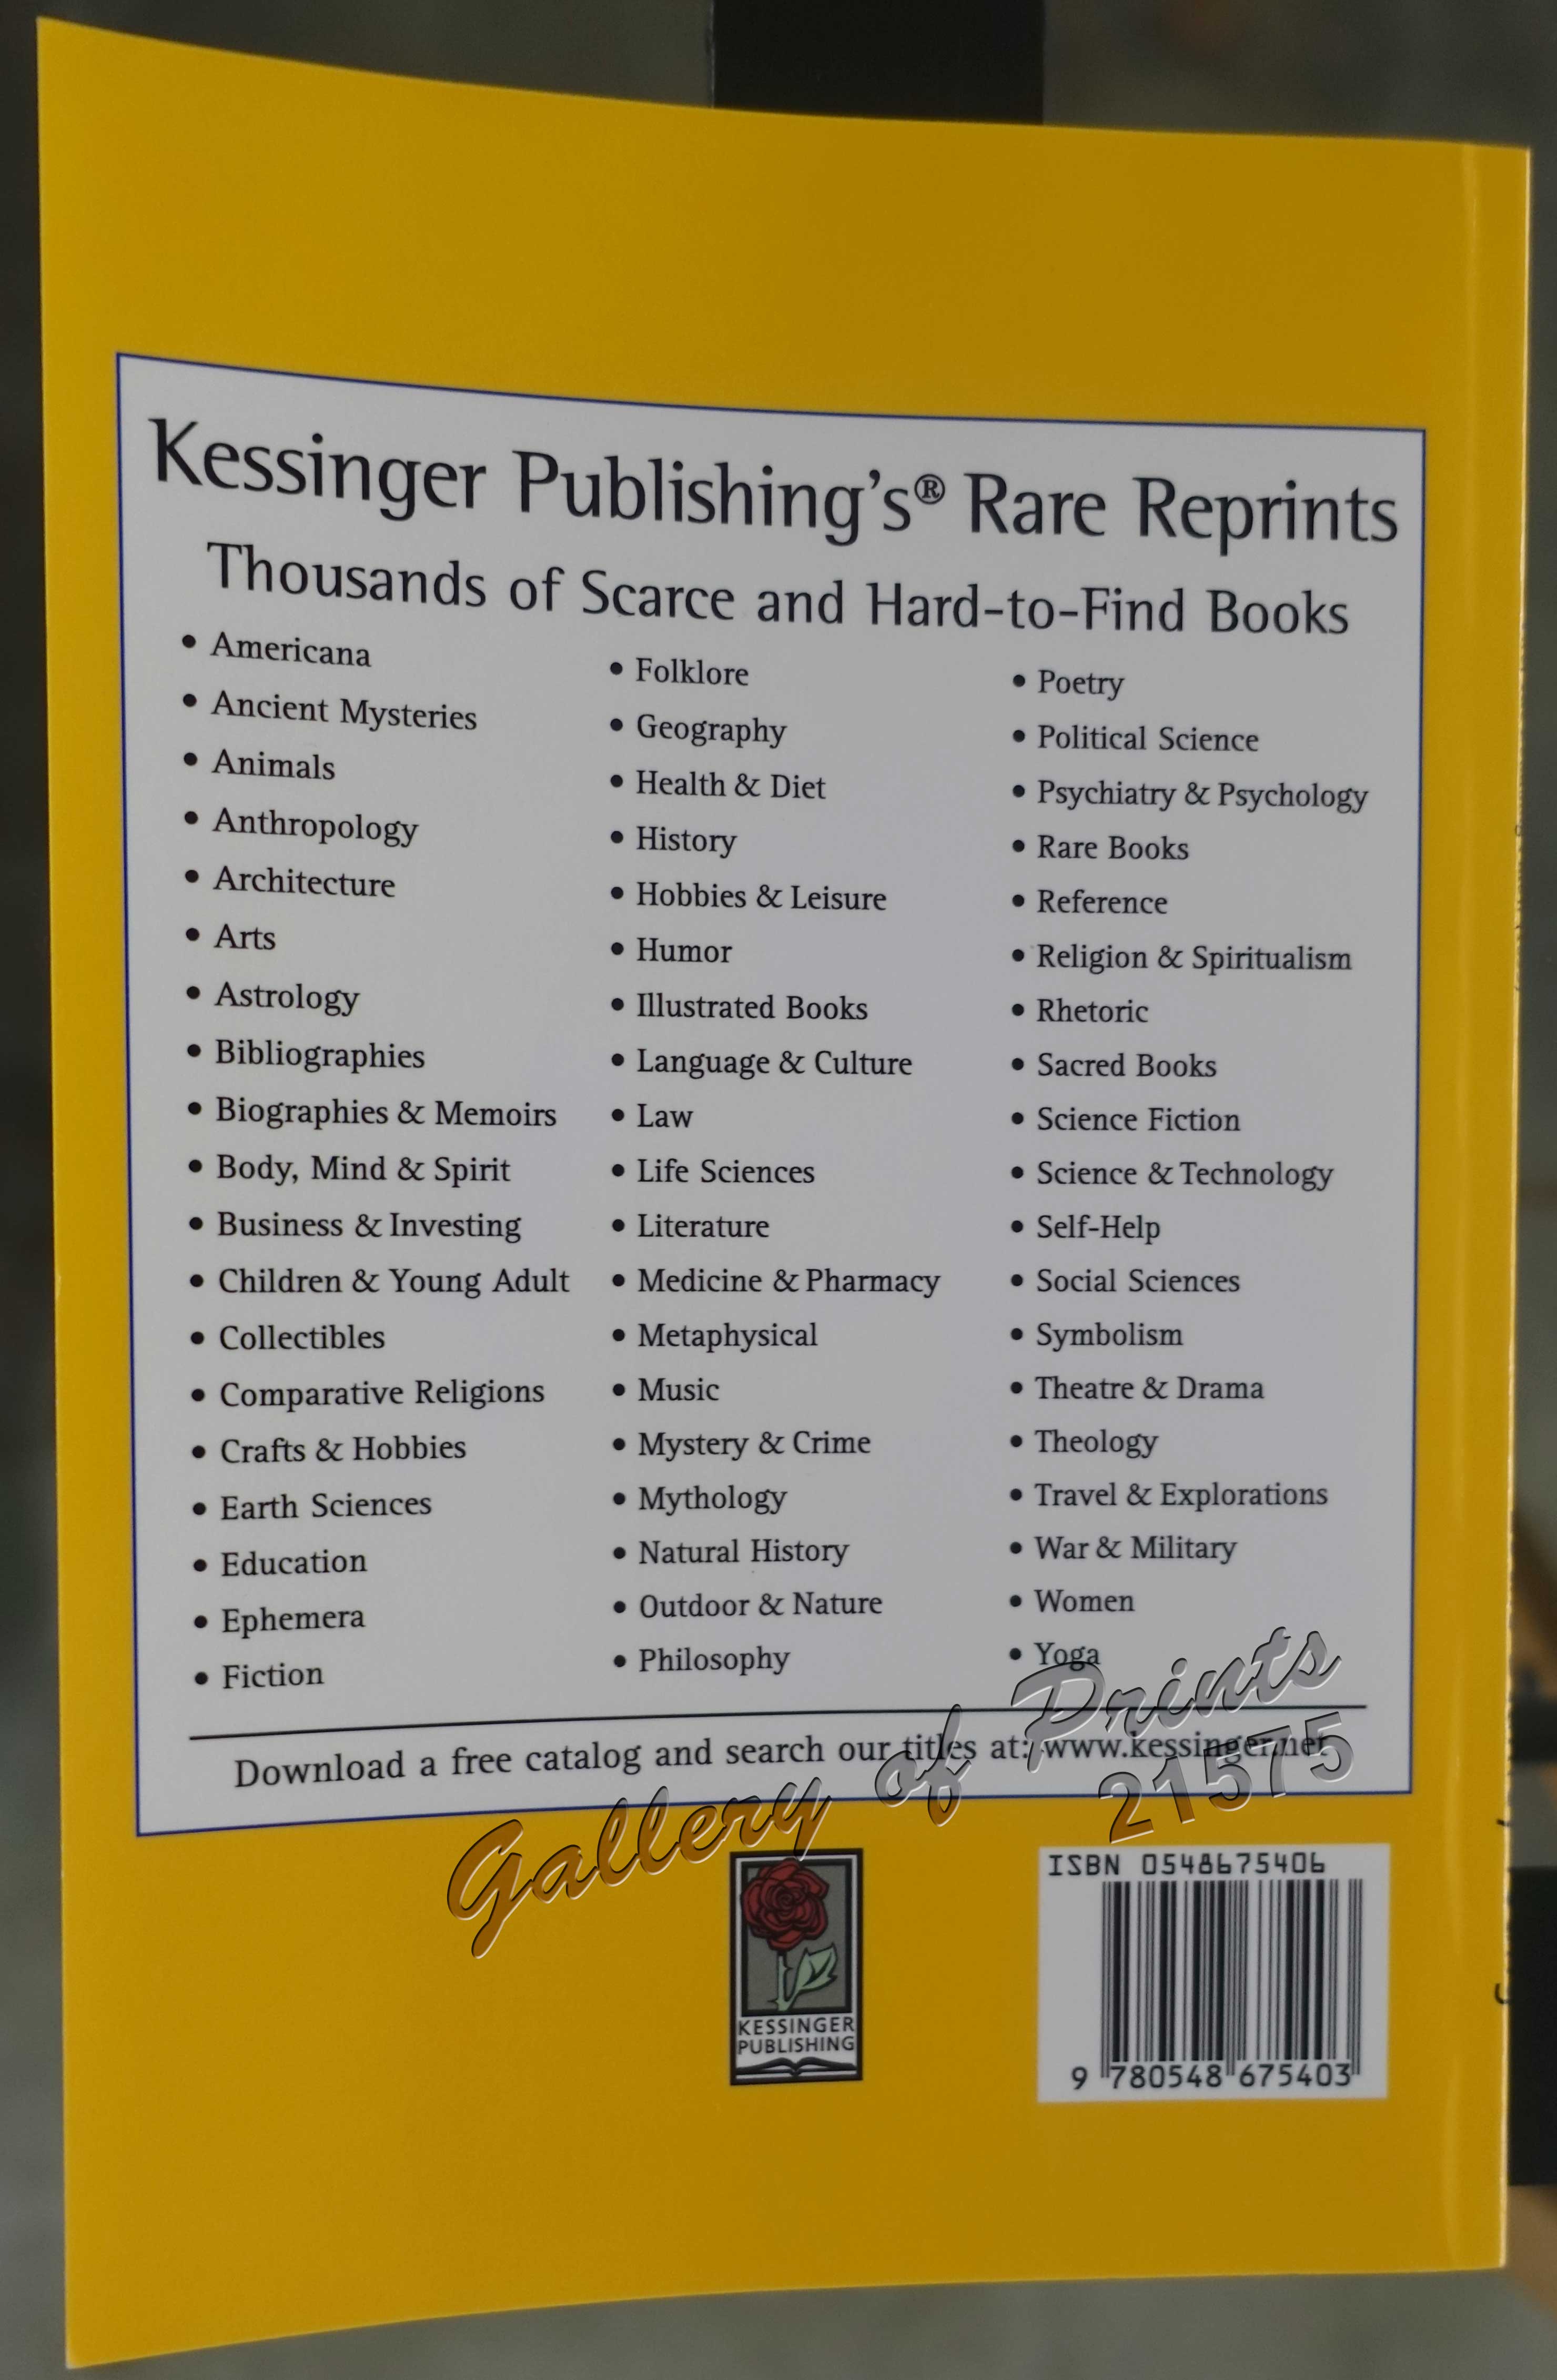 Kessinger Publishing's® Rare Reprints
Thousands of Scarce and Hard-to-Find Books
• Americana
• Ancient Mysteries
• Animals
• Anthropology
• Architecture
• Arts
• Astrology
• Bibliographies
• Biographies & Memoirs
• Body, Mind & Spirit
• Business & Investing
• Children & Young Adult
• Collectibles
• Comparative Religions
• Crafts & Hobbies
• Earth Sciences
• Education
• Ephemera
• Fiction
• Folklore
• Geography
• Health & Diet
• History
• Hobbies & Leisure
• Humor
• Illustrated Books
• Language & Culture
• Law
• Life Sciences
• Literature
• Medicine & Pharmacy
• Metaphysical
• Music
• Mystery & Crime
• Mythology
• Natural History
• Outdoor & Nature
• Philosophy
• Poetry
• Political Science
• Psychiatry & Psychology
• Rare Books
• Reference
• Religion & Spiritualism
• Rhetoric
• Sacred Books
• Science Fiction
• Science & Technology
• Self-Help
• Social Sciences
• Symbolism
• Theatre & Drama
• Theology
• Travel & Explorations
• War & Military
• Women
• Yoga
Download a free catalog and search our titles at: www.kessinger.net
Gallery of Prints
21575
KESSINGER
PUBLISHING
ISBN 0548675406
9 780548 675403